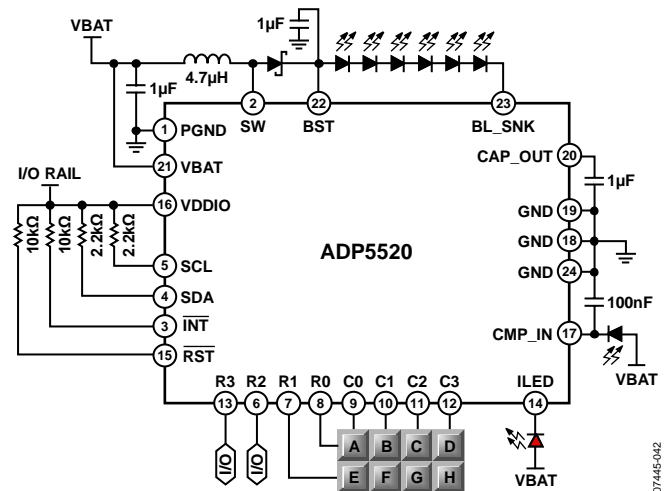 VBAT
1µF
4.7µH
1µF
2
22
23
SW
BST
BL_SNK
1
PGND
21
VBAT
I/O RAIL
16
VDDIO
10kΩ
10kΩ
2.2kΩ
2.2kΩ
5
SCL
4
SDA
3
INT
15
RST
ADP5520
CAP_OUT
20
1µF
GND
19
GND
18
GND
24
100nF
CMP_IN
17
VBAT
R3
R2
R1
R0
C0
C1
C2
C3
ILED
13
6
7
8
9
10
11
12
14
I/O
I/O
A
B
C
D
E
F
G
H
VBAT
07445-042